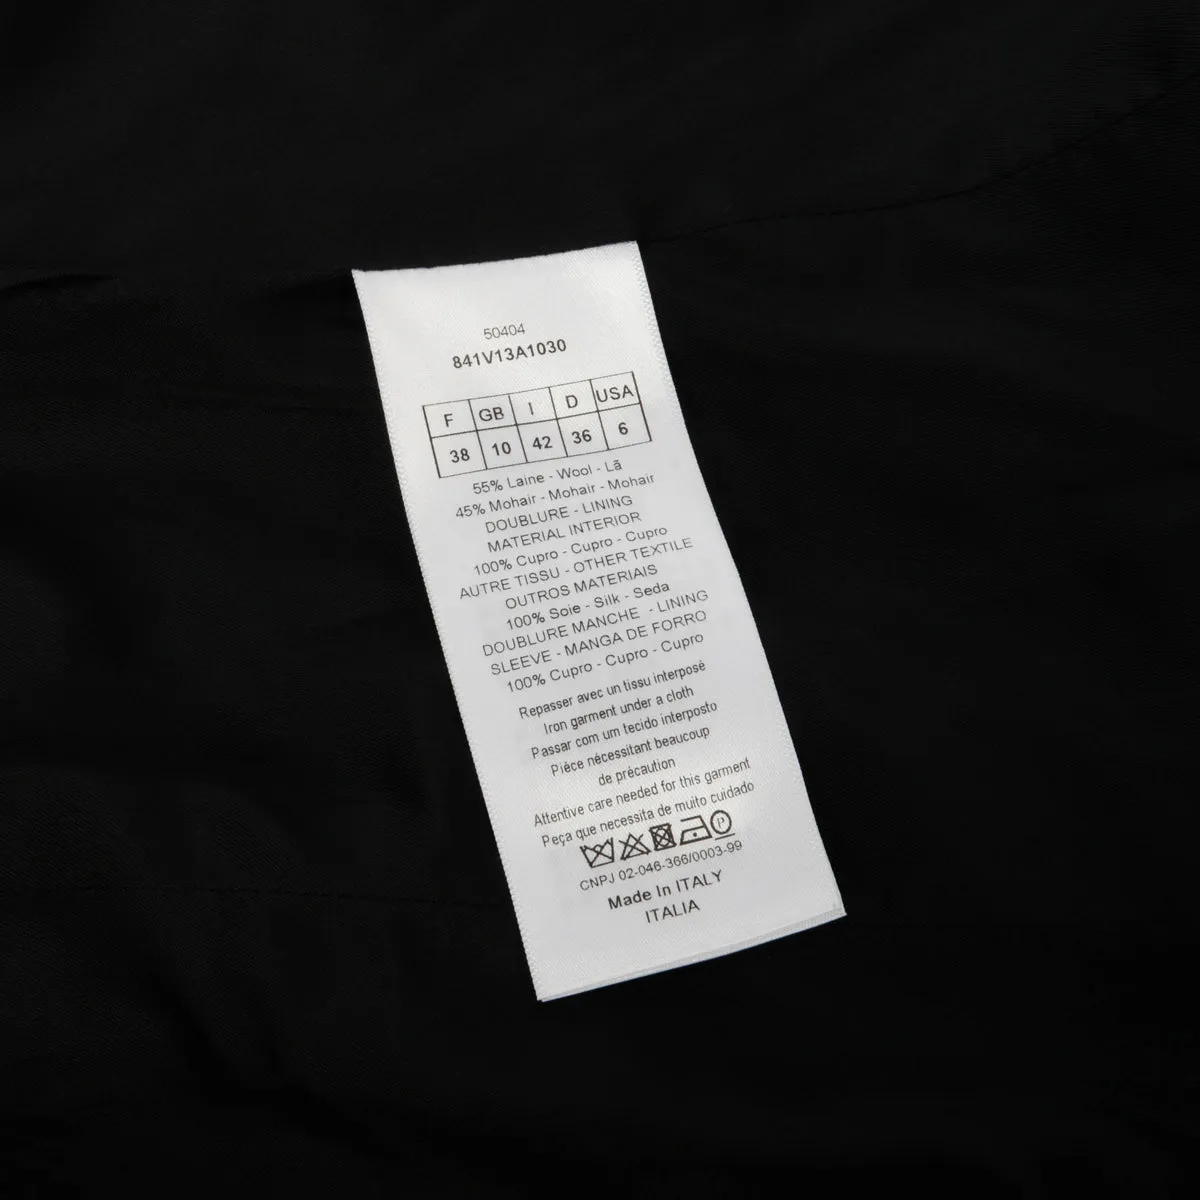 50404
841V13A1030
F GB I D USA
38 10 42 36 6
55% Laine - Wool - Lã
45% Mohair - Mohair - Mohair
DOUBLURE - LINING
MATERIAL INTERIOR
100% Cupro - Cupro - Cupro
AUTRE TISSU - OTHER TEXTILE
OUTROS MATERIAIS
100% Soie - Silk - Seda
DOUBLURE MANCHE - LINING
SLEEVE - MANGA DE FORRO
100% Cupro - Cupro - Cupro
Repasser avec un tissu interposé
Iron garment under a cloth
Passar com um tecido interposto
Pièce nécessitant beaucoup
de précaution
Attentive care needed for this garment
Peça que necessita de muito cuidado
P
CNPJ 02-046-366/0003-99
Made In ITALY
ITALIA